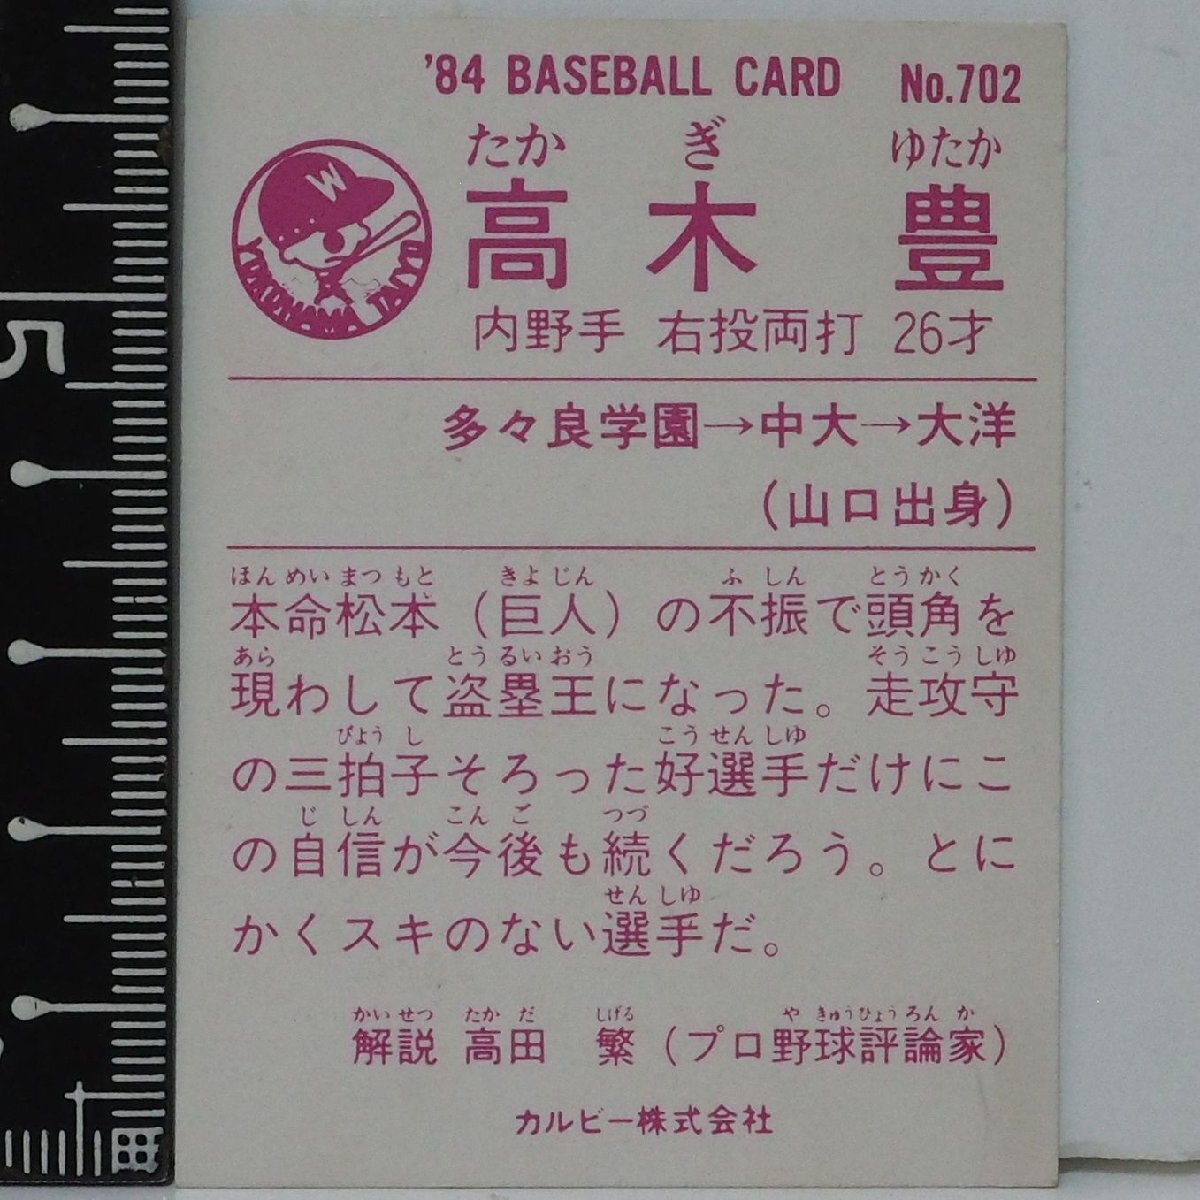 '84 BASEBALL CARD No.702
たか ぎ ゆたか
高木 豊
W
YOKOHAMA TAIYO
内野手 右投両打 26才
多々良学園→中大→大洋
(山口出身)
ほんめいまつもと きよじん ふしん とうかく
本命松本(巨人)の不振で頭角を
あら とうるいおう そうこうしゆ
現わして盗塁王になった。走攻守
びようし こうせんしゆ
の三拍子そろった好選手だけにこ
じしん こんご つづ
の自信が今後も続くだろう。とに
せんしゆ
かくスキのない選手だ。
かいせつ たかだ しげる やきゅうひょうろんか
解説 高田 繁(プロ野球評論家)
カルビー株式会社
5